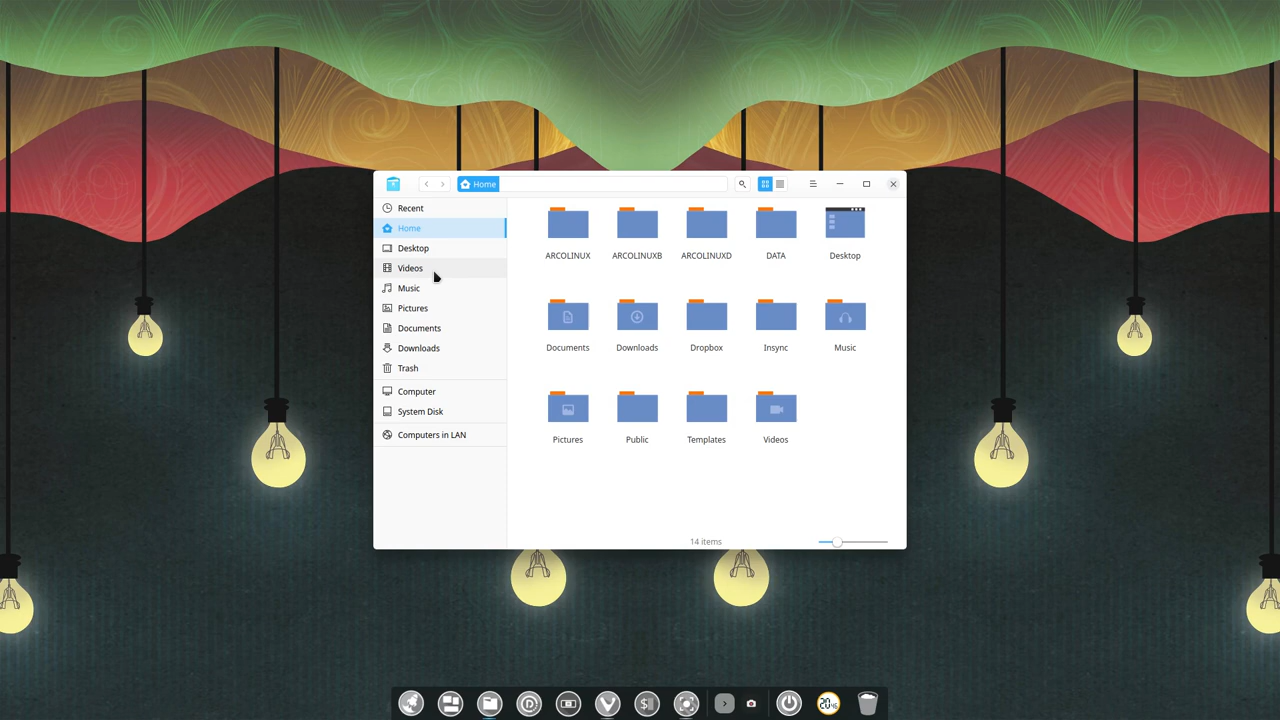 Home
Recent
Home
Desktop
Videos
Music
Pictures
Documents
Downloads
Trash
Computer
System Disk
Computers in LAN
ARCOLINUX
ARCOLINUXB
ARCOLINUXD
DATA
Desktop
Documents
Downloads
Dropbox
Insync
Music
Pictures
Public
Templates
Videos
14 items